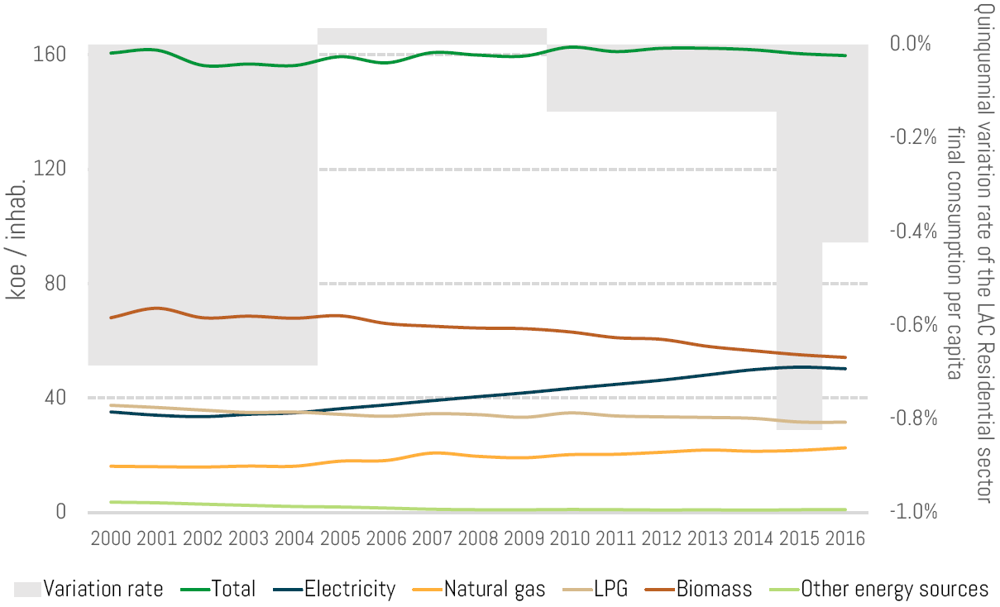 160
120
80
40
0
koe / inhab.
0.0%
-0.2%
-0.4%
-0.6%
-0.8%
-1.0%
Quinquennial variation rate of the LAC Residential sector
final consumption per capita
2000 2001 2002 2003 2004 2005 2006 2007 2008 2009 2010 2011 2012 2013 2014 2015 2016
Variation rate Total Electricity Natural gas LPG Biomass Other energy sources